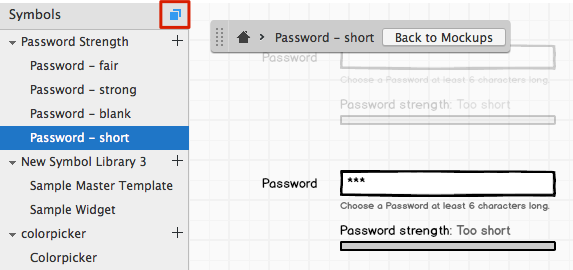 Symbols
Password Strength +
Password – fair
Password – strong
Password – blank
Password – short
New Symbol Library 3 +
Sample Master Template
Sample Widget
colorpicker +
Colorpicker
> Password – short Back to Mockups
Password
Choose a Password at least 6 characters long.
Password strength: Too short
Password ***
Choose a Password at least 6 characters long.
Password strength: Too short